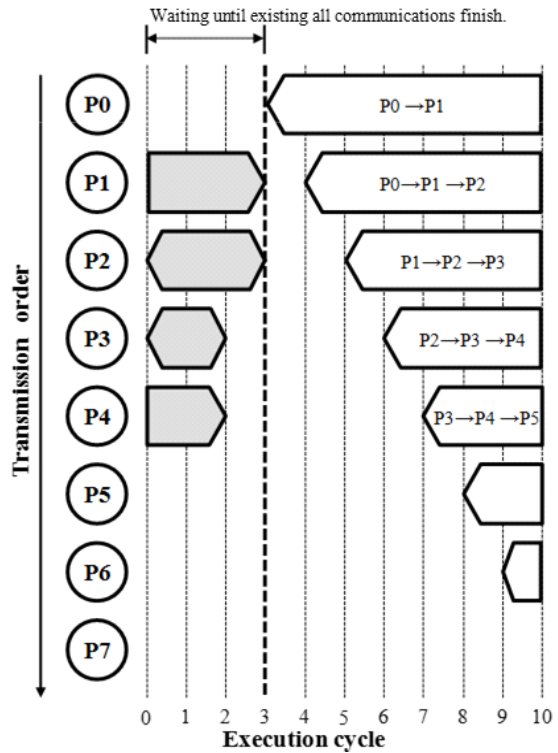 Waiting until existing all communications finish.
P0
P0 →P1
P1
P0→P1 →P2
P2
P1→P2 →P3
P3
P2→P3 →P4
P4
P3→P4 →P5
P5
P6
P7
Transmission order
0 1 2 3 4 5 6 7 8 9 10
Execution cycle